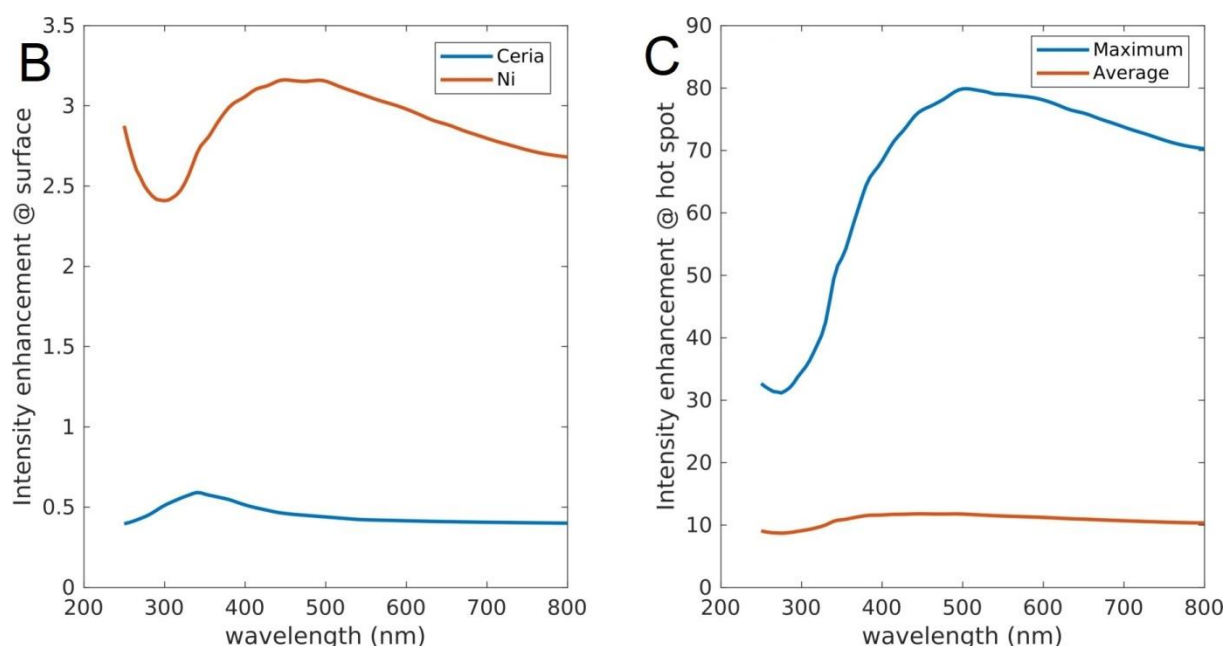 B
Intensity enhancement @ surface
3.5
3
2.5
2
1.5
1
0.5
0
200 300 400 500 600 700 800
wavelength (nm)
Ceria
Ni
C
Intensity enhancement @ hot spot
90
80
70
60
50
40
30
20
10
0
200 300 400 500 600 700 800
wavelength (nm)
Maximum
Average